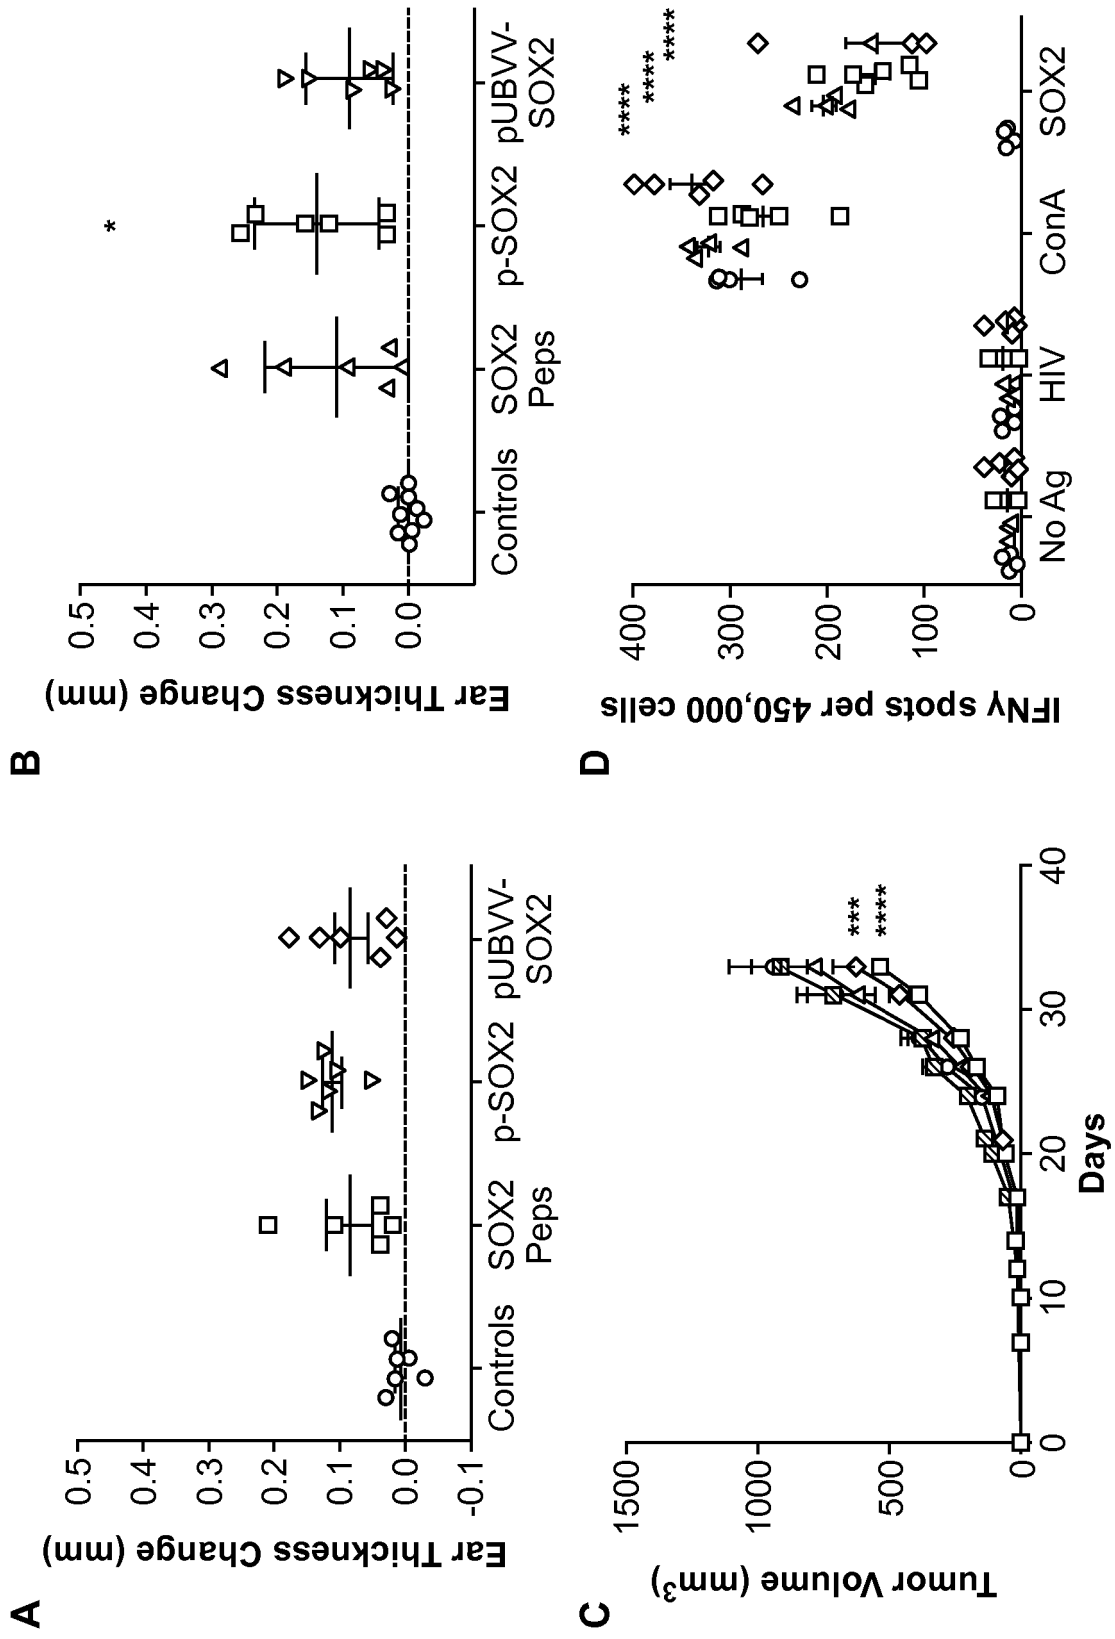 A
Ear Thickness Change (mm)
0.5
0.4
0.3
0.2
0.1
0.0
-0.1
Controls
SOX2
Peps
p-SOX2
pUBVV-
SOX2
B
Ear Thickness Change (mm)
0.5
0.4
0.3
0.2
0.1
0.0
*
Controls
SOX2
Peps
p-SOX2
pUBVV-
SOX2
C
Tumor Volume (mm³)
1500
1000
500
0
***
****
0 10 20 30 40
Days
D
IFNγ spots per 450,000 cells
400
300
200
100
0
****
****
****
No Ag HIV ConA SOX2